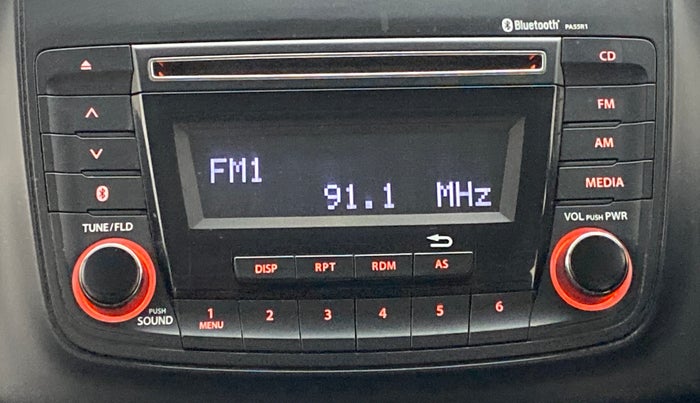 Bluetooth® PA5SR1
CD
FM
AM
MEDIA
FM1
91.1 MHz
TUNE/FLD
VOL PUSH PWR
DISP RPT RDM AS
PUSH
SOUND
1 2 3 4 5 6
MENU